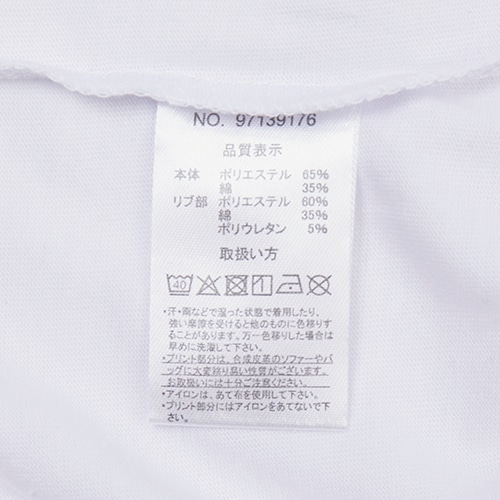 NO. 97139176
品質表示
本体 ポリエステル 65%
綿 35%
リブ部 ポリエステル 60%
綿 35%
ポリウレタン 5%
取扱い方
40 1
・汗・雨などで湿った状態で着用したり、
強い摩擦を受けると他のものに色移りす
ることがあります。万一色移りした場合は
早めに洗濯して下さい。
・プリント部分は、合成皮革のソファーやバ
ッグに大変移り易い性質がございます。
お取扱いには十分ご注意ください。
・アイロンは、あて布を使用して下さい。
・プリント部分にはアイロンをあてないで下
さい。